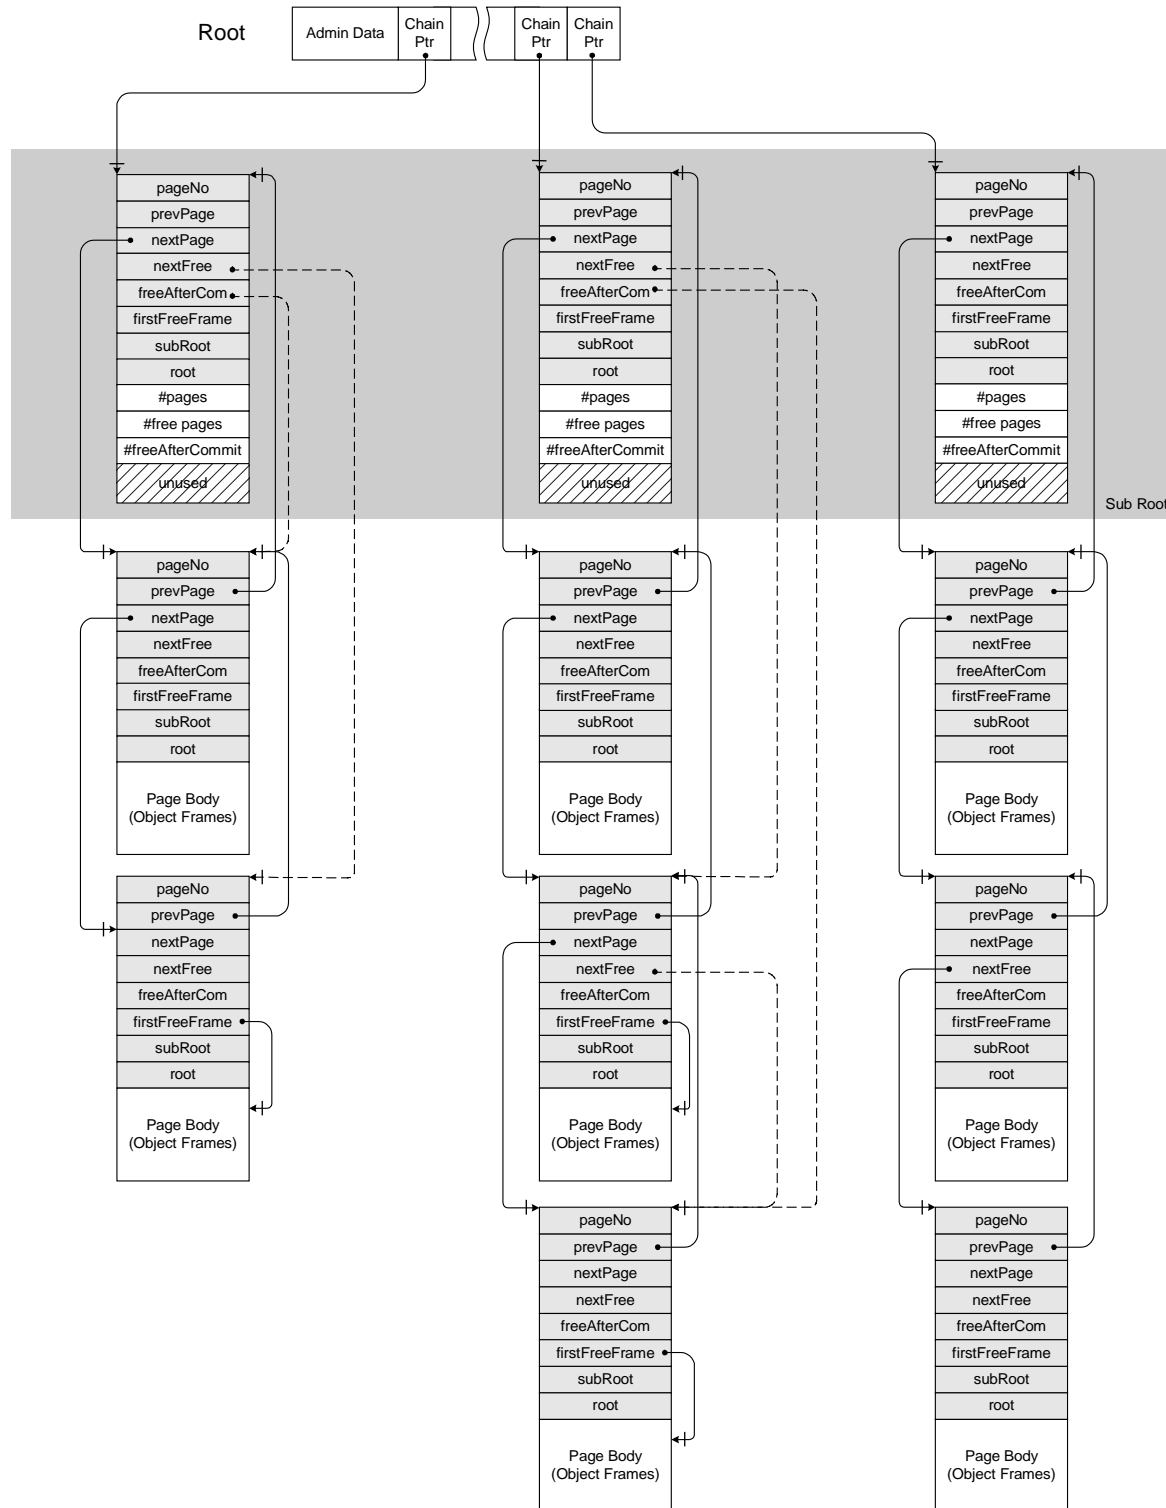 Root
Admin Data
Chain
Ptr
Chain
Ptr
Chain
Ptr
pageNo
prevPage
nextPage
nextFree
freeAfterCom
firstFreeFrame
subRoot
root
#pages
#free pages
#freeAfterCommit
unused
pageNo
prevPage
nextPage
nextFree
freeAfterCom
firstFreeFrame
subRoot
root
#pages
#free pages
#freeAfterCommit
unused
pageNo
prevPage
nextPage
nextFree
freeAfterCom
firstFreeFrame
subRoot
root
#pages
#free pages
#freeAfterCommit
unused
Sub Root
pageNo
prevPage
nextPage
nextFree
freeAfterCom
firstFreeFrame
subRoot
root
Page Body
(Object Frames)
pageNo
prevPage
nextPage
nextFree
freeAfterCom
firstFreeFrame
subRoot
root
Page Body
(Object Frames)
pageNo
prevPage
nextPage
nextFree
freeAfterCom
firstFreeFrame
subRoot
root
Page Body
(Object Frames)
pageNo
prevPage
nextPage
nextFree
freeAfterCom
firstFreeFrame
subRoot
root
Page Body
(Object Frames)
pageNo
prevPage
nextPage
nextFree
freeAfterCom
firstFreeFrame
subRoot
root
Page Body
(Object Frames)
pageNo
prevPage
nextPage
nextFree
freeAfterCom
firstFreeFrame
subRoot
root
Page Body
(Object Frames)
pageNo
prevPage
nextPage
nextFree
freeAfterCom
firstFreeFrame
subRoot
root
Page Body
(Object Frames)
pageNo
prevPage
nextPage
nextFree
freeAfterCom
firstFreeFrame
subRoot
root
Page Body
(Object Frames)